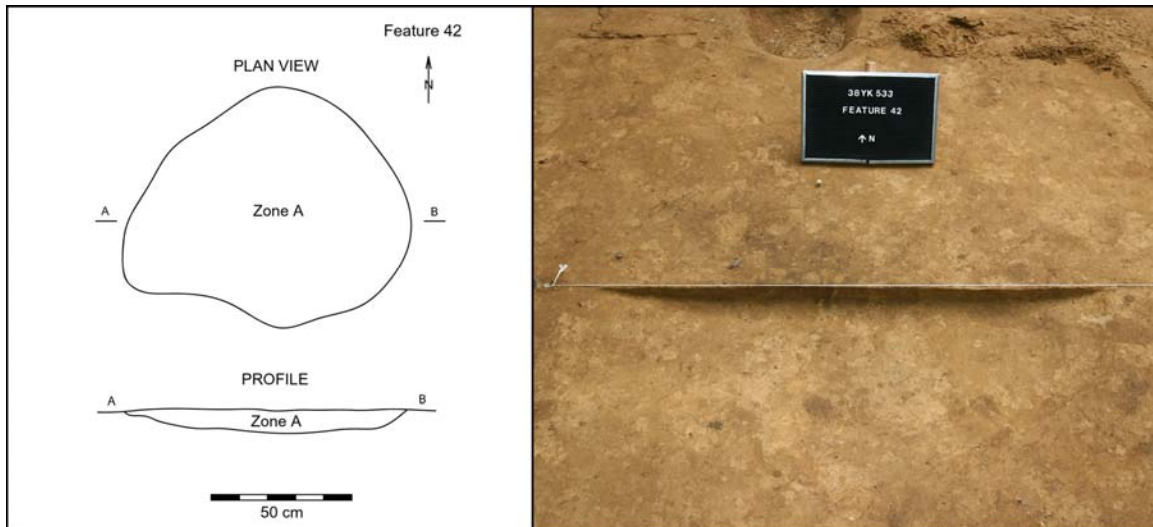 Feature 42
N
PLAN VIEW
A
Zone A
B
PROFILE
A
Zone A
B
50 cm
38YK 533
FEATURE 42
↑ N